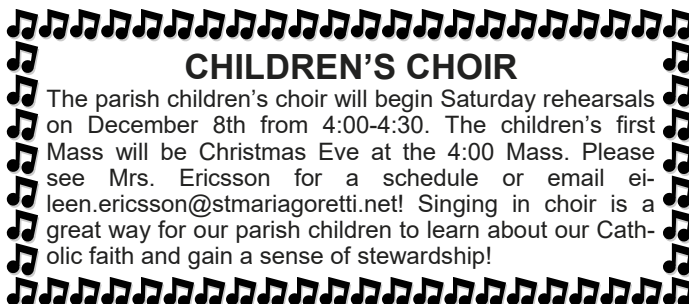 CHILDREN’S CHOIR
The parish children’s choir will begin Saturday rehearsals
on December 8th from 4:00-4:30. The children’s first
Mass will be Christmas Eve at the 4:00 Mass. Please
see Mrs. Ericsson for a schedule or email ei-
leen.ericsson@stmariagoretti.net! Singing in choir is a
great way for our parish children to learn about our Cath-
olic faith and gain a sense of stewardship!